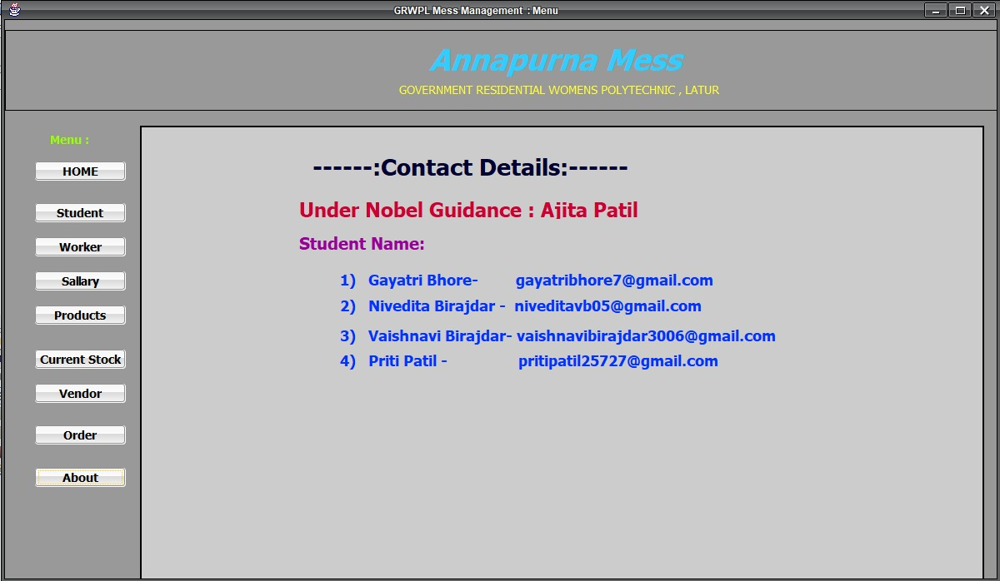 GRWPL Mess Management : Menu
Annapurna Mess
GOVERNMENT RESIDENTIAL WOMENS POLYTECHNIC , LATUR
Menu :
HOME
Student
Worker
Sallary
Products
Current Stock
Vendor
Order
About
------:Contact Details:------
Under Nobel Guidance : Ajita Patil
Student Name:
1) Gayatri Bhore- gayatribhore7@gmail.com
2) Nivedita Birajdar - niveditavb05@gmail.com
3) Vaishnavi Birajdar- vaishnavibirajdar3006@gmail.com
4) Priti Patil - pritipatil25727@gmail.com